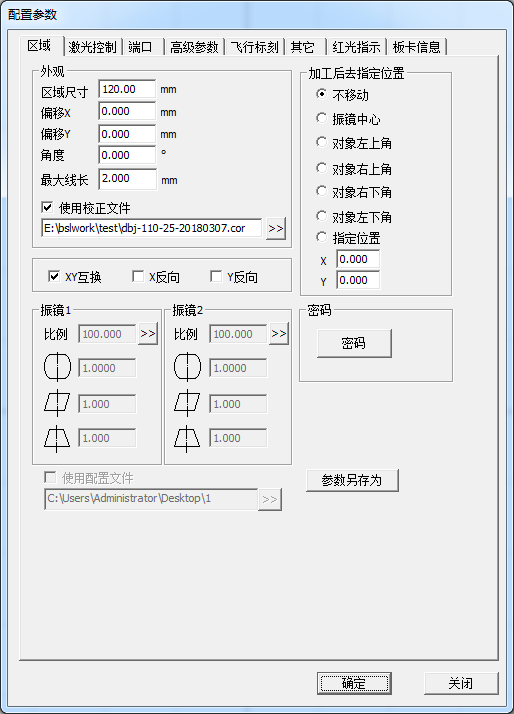 配置参数
区域 激光控制 端口 高级参数 飞行标刻 其它 红光指示 板卡信息
外观
区域尺寸 120.00 mm
偏移X 0.000 mm
偏移Y 0.000 mm
角度 0.000 °
最大线长 2.000 mm
使用校正文件
E:\bslwork\test\dbj-110-25-20180307.cor >>
XY互换 X反向 Y反向
振镜1
比例 100.000 >>
1.0000
1.000
1.000
振镜2
比例 100.000 >>
1.0000
1.000
1.000
使用配置文件
C:\Users\Administrator\Desktop\1 >>
加工后去指定位置
不移动
振镜中心
对象左上角
对象右上角
对象右下角
对象左下角
指定位置
X 0.000
Y 0.000
密码
密码
参数另存为
确定 关闭